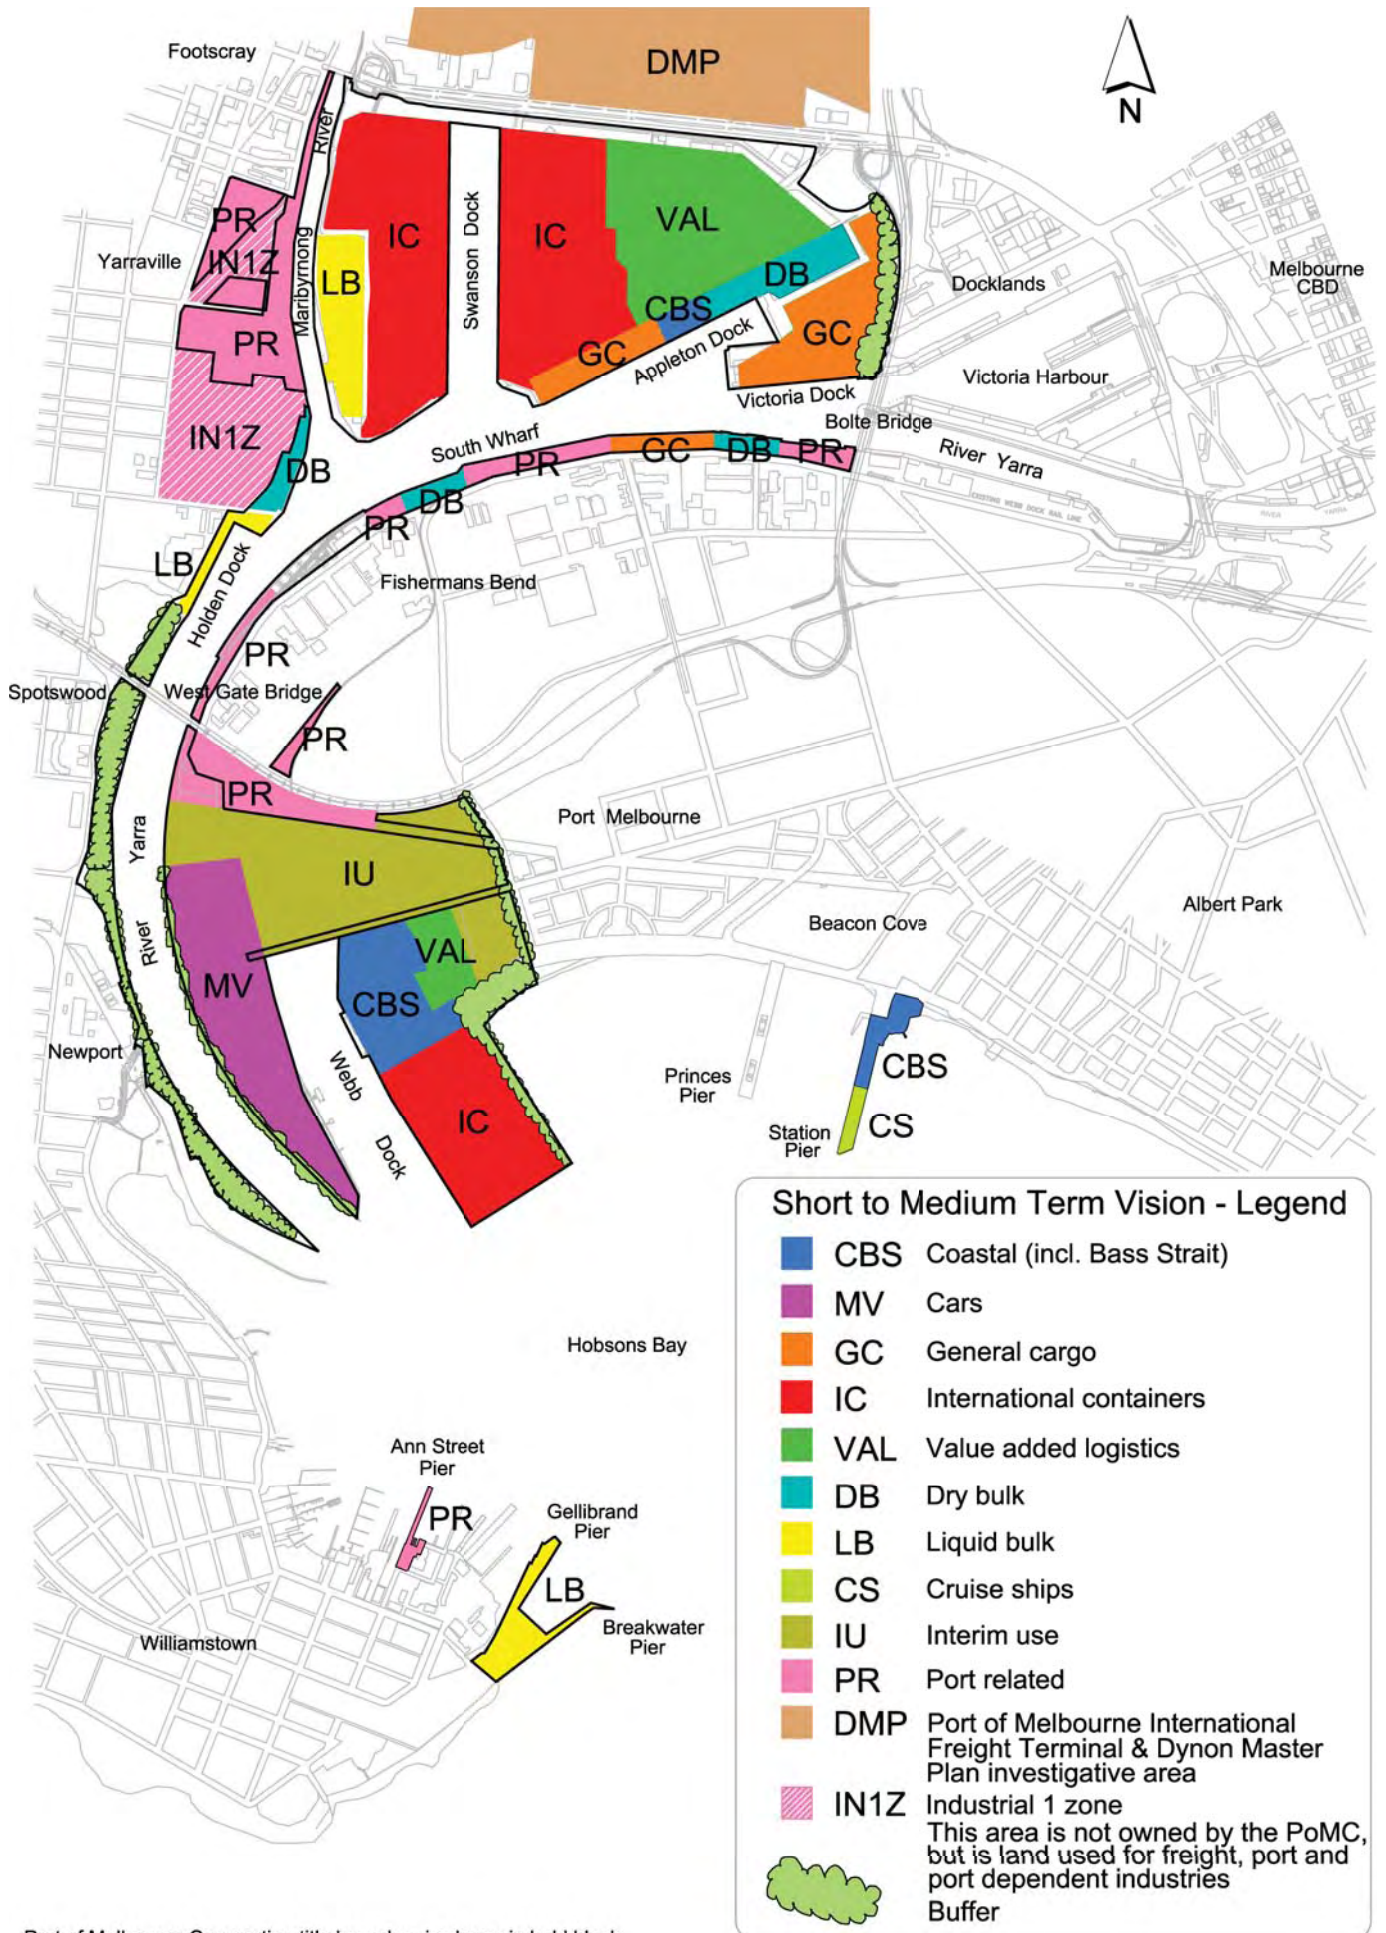 Footscray
DMP
N
River
PR
IN1Z
Yarraville
Maribyrnong
LB
IC
Swanson Dock
IC
VAL
DB
CBS
GC
Appleton Dock
GC
Victoria Dock
Docklands
Melbourne
CBD
Victoria Harbour
Bolte Bridge
River Yarra
EXISTING WEBB DOCK RAIL LINE
RIVER
YARRA
PR
IN1Z
DB
South Wharf
PR
GC
DB
PR
DB
PR
LB
Holden Dock
Fishermans Bend
PR
Spotswood
West Gate Bridge
PR
PR
Port Melbourne
Yarra
River
IU
MV
VAL
CBS
Beacon Cove
Albert Park
Newport
Webb
Dock
IC
Princes
Pier
CBS
Station
Pier
CS
Hobsons Bay
Ann Street
Pier
PR
Gellibrand
Pier
LB
Breakwater
Pier
Williamstown
Short to Medium Term Vision - Legend
CBS Coastal (incl. Bass Strait)
MV Cars
GC General cargo
IC International containers
VAL Value added logistics
DB Dry bulk
LB Liquid bulk
CS Cruise ships
IU Interim use
PR Port related
DMP Port of Melbourne International
Freight Terminal & Dynon Master
Plan investigative area
IN1Z Industrial 1 zone
This area is not owned by the PoMC,
but is land used for freight, port and
port dependent industries
Buffer